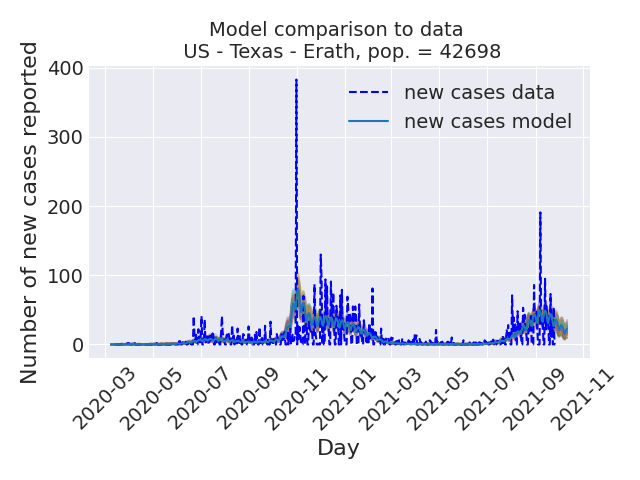 Model comparison to data
US - Texas - Erath, pop. = 42698
Number of new cases reported
400
300
200
100
0
new cases data
new cases model
2020-03
2020-05
2020-07
2020-09
2020-11
2021-01
2021-03
2021-05
2021-07
2021-09
2021-11
Day